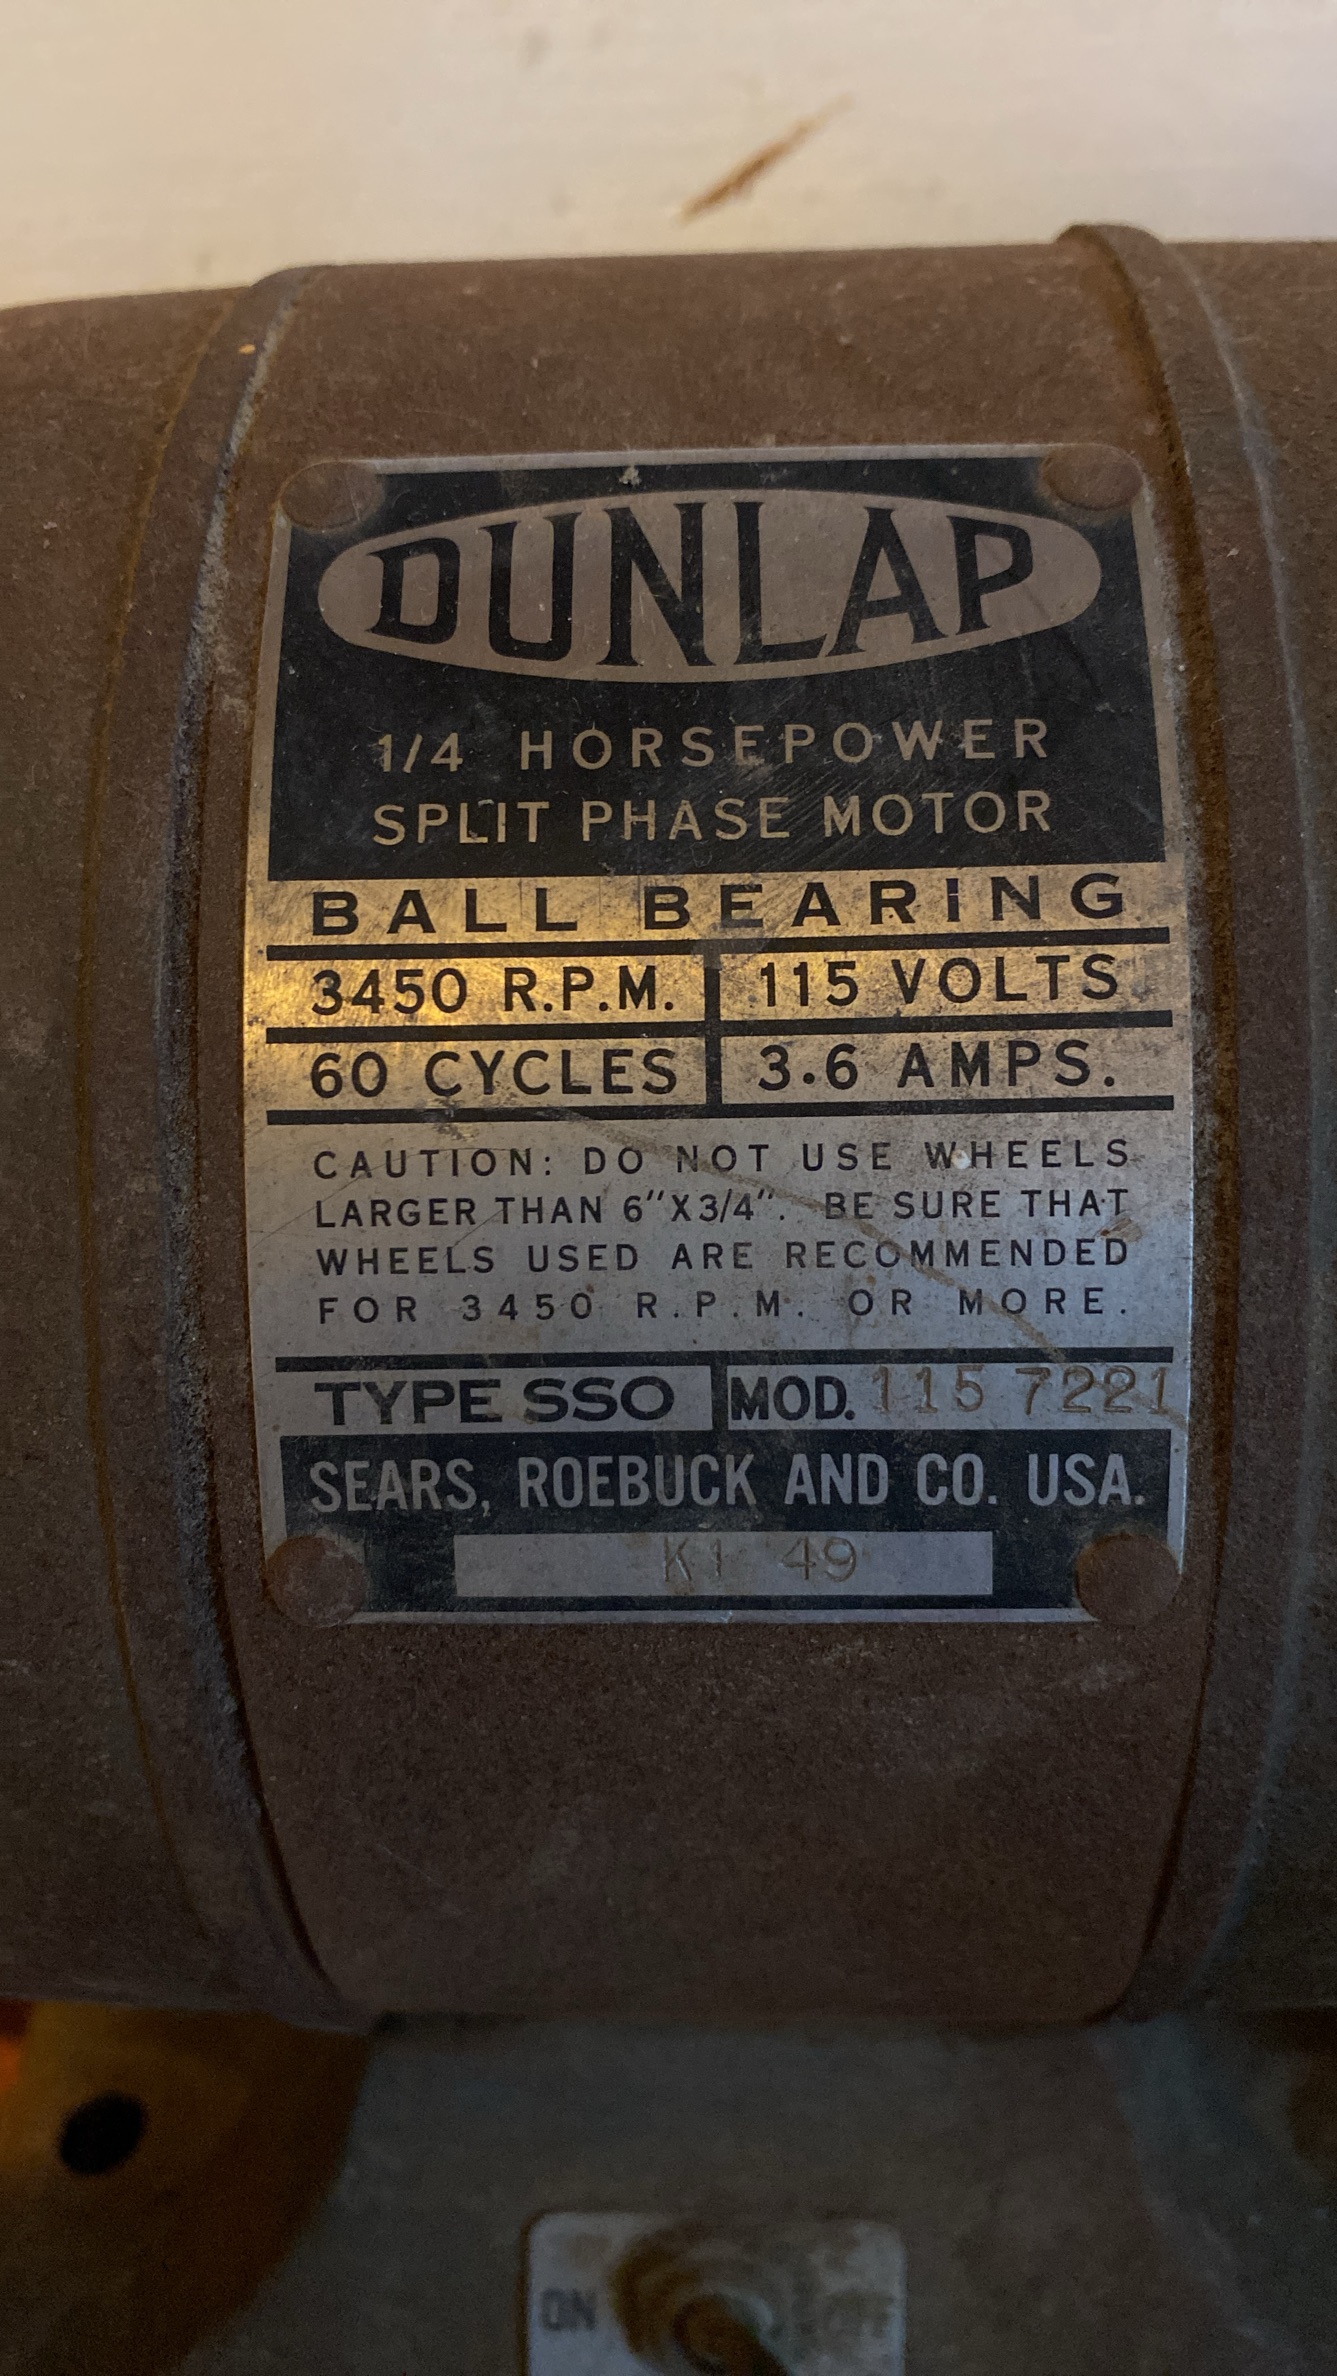 DUNLAP
1/4 HORSEPOWER
SPLIT PHASE MOTOR
BALL BEARING
3450 R.P.M. 115 VOLTS
60 CYCLES 3.6 AMPS.
CAUTION: DO NOT USE WHEELS
LARGER THAN 6"X3/4". BE SURE THAT
WHEELS USED ARE RECOMMENDED
FOR 3450 R.P.M. OR MORE.
TYPE SSO MOD. 115 7221
SEARS, ROEBUCK AND CO. USA.
K1 49
ON OFF